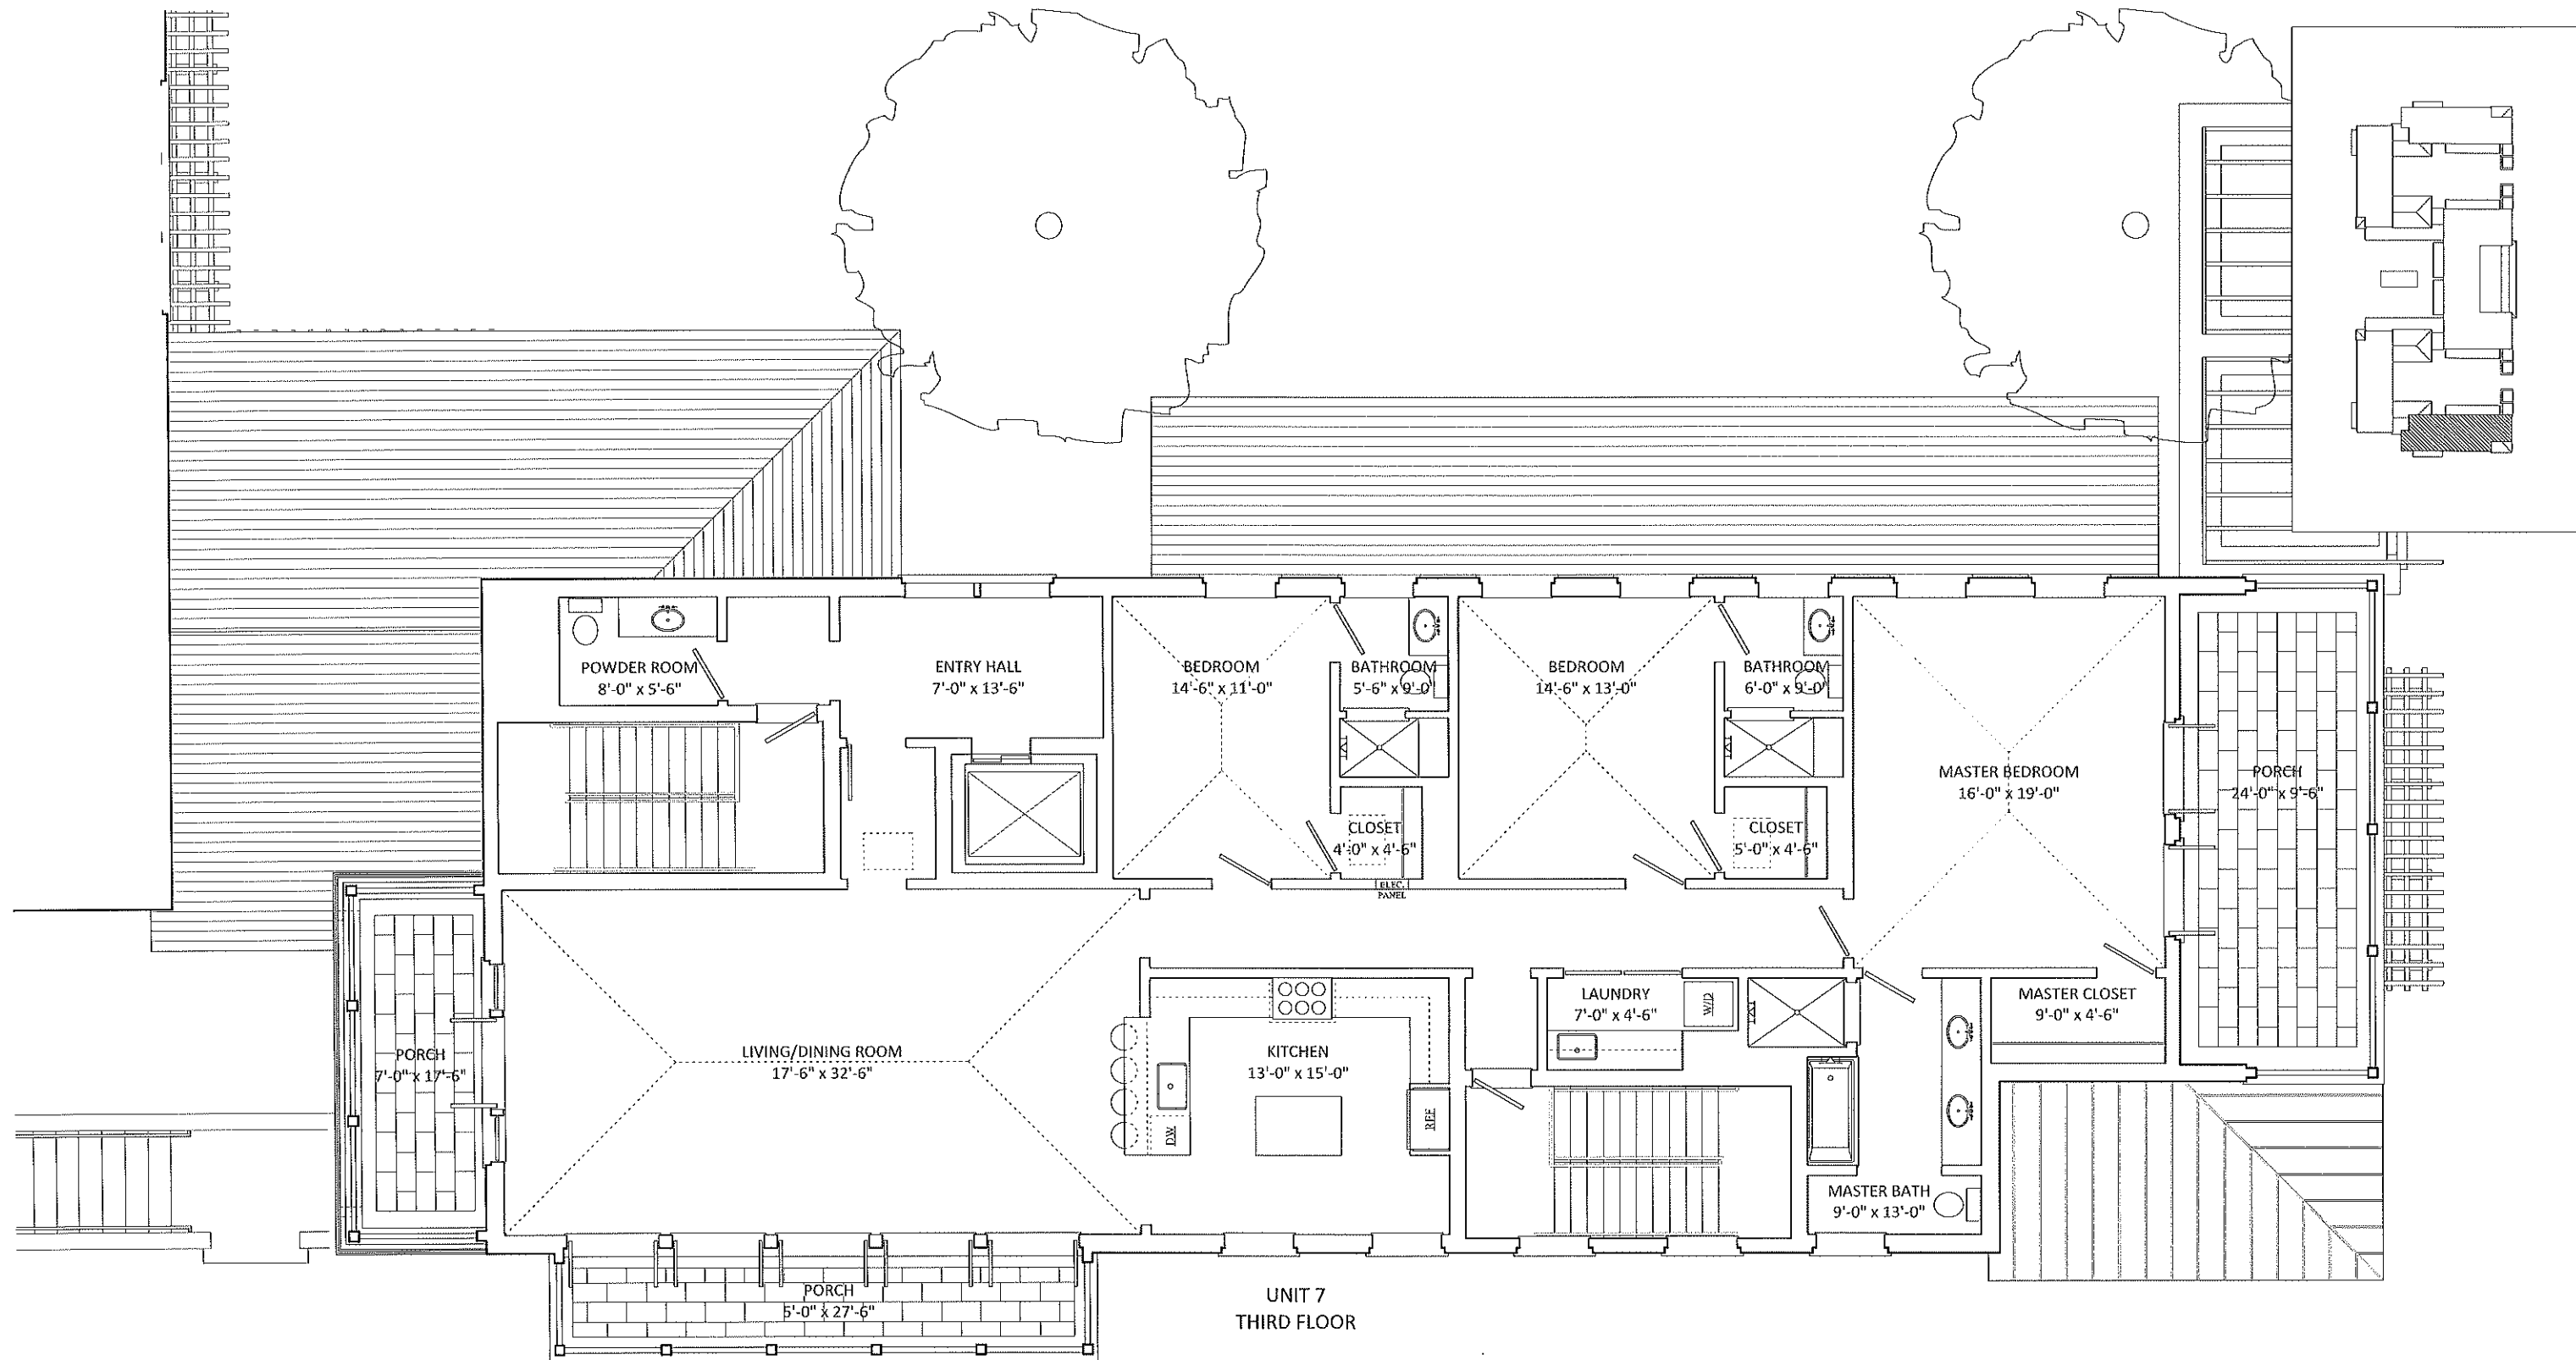 POWDER ROOM
8'-0" x 5'-6"
ENTRY HALL
7'-0" x 13'-6"
BEDROOM
14'-6" x 11'-0"
BATHROOM
5'-6" x 9'-0"
BEDROOM
14'-6" x 13'-0"
BATHROOM
6'-0" x 9'-0"
MASTER BEDROOM
16'-0" x 19'-0"
PORCH
24'-0" x 9'-6"
CLOSET
4'-0" x 4'-6"
CLOSET
5'-0" x 4'-6"
ELEC.
PANEL
LAUNDRY
7'-0" x 4'-6"
W/D
MASTER CLOSET
9'-0" x 4'-6"
PORCH
7'-0" x 17'-6"
LIVING/DINING ROOM
17'-6" x 32'-6"
KITCHEN
13'-0" x 15'-0"
DW
REF
MASTER BATH
9'-0" x 13'-0"
PORCH
5'-0" x 27'-6"
UNIT 7
THIRD FLOOR